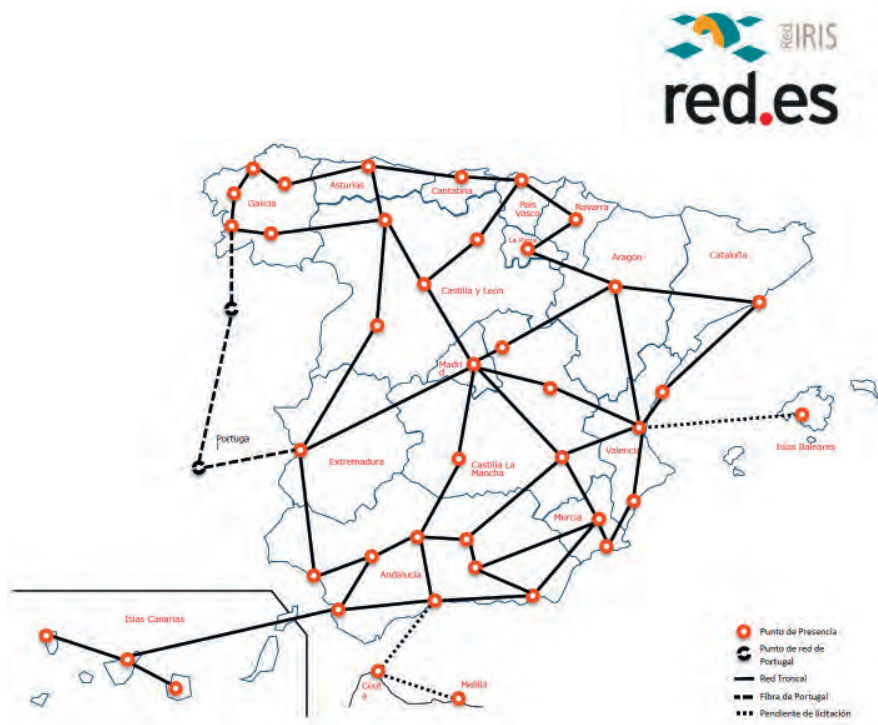 Red
IRIS
red.es
Asturias
Cantabria
País
Vasco
Navarra
Galicia
La Rioja
Aragón
Cataluña
Castilla y León
Madri
d
Portuga
l
Extremadura
Castilla La
Mancha
Valencia
Islas Baleares
Murcia
Andalucía
Islas Canarias
Ceut
a
Melilla
Punto de Presencia
Punto de red de
Portugal
Red Troncal
Fibra de Portugal
Pendiente de licitación